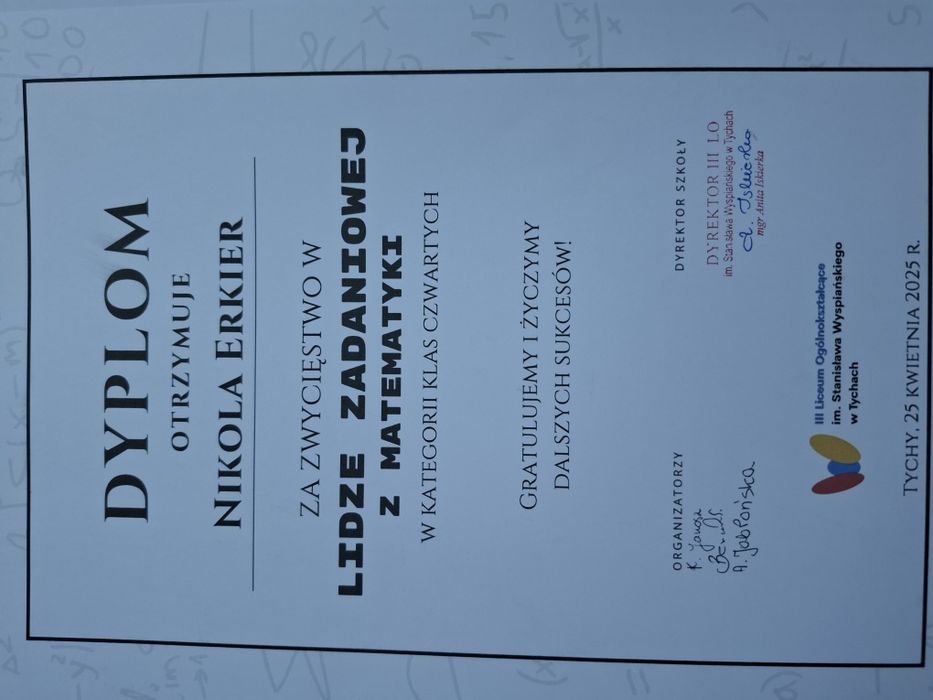 DYPLOM
OTRZYMUJE
NIKOLA ERKIER
ZA ZWYCIĘSTWO W
LIDZE ZADANIOWEJ
Z MATEMATYKI
W KATEGORII KLAS CZWARTYCH
GRATULUJEMY I ŻYCZYMY
DALSZYCH SUKCESÓW!
ORGANIZATORZY
K. Janosz
A. Jabłońska
DYREKTOR SZKOŁY
DYREKTOR III LO
im. Stanisława Wyspiańskiego w Tychach
mgr Anita Iskierka
III Liceum Ogólnokształcące
im. Stanisława Wyspiańskiego
w Tychach
TYCHY, 25 KWIETNIA 2025 R.